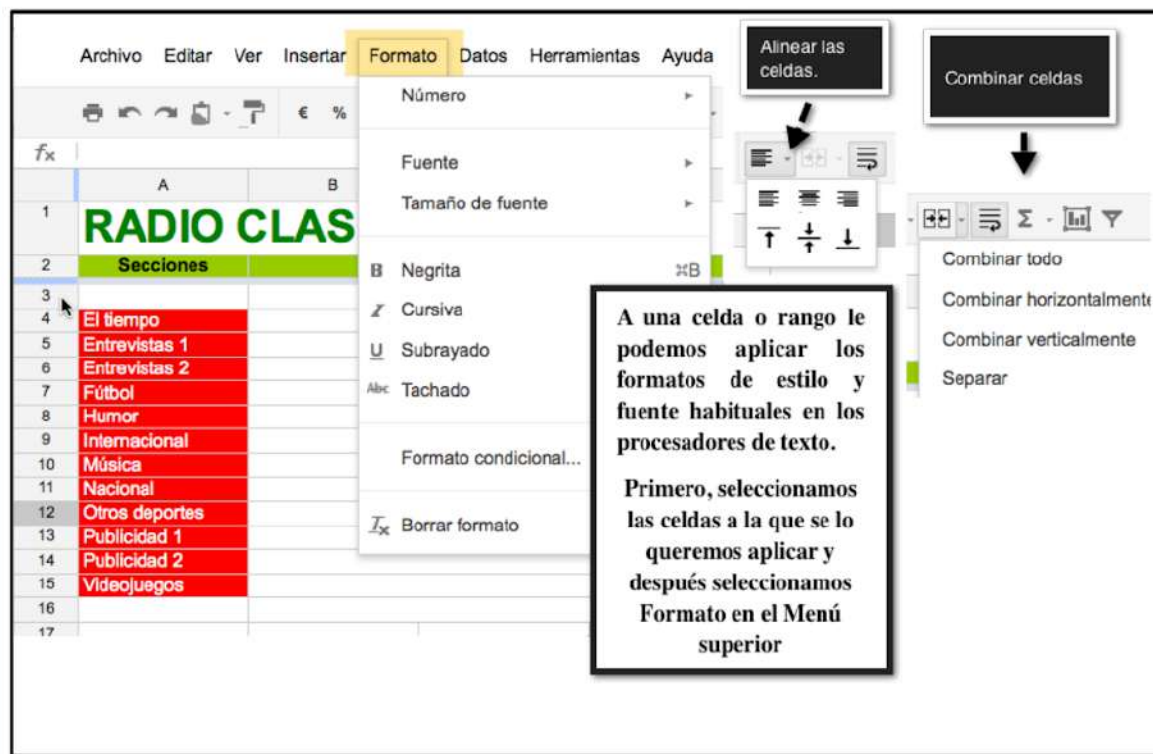 Archivo Editar Ver Insertar Formato Datos Herramientas Ayuda
Alinear las
celdas.
Combinar celdas
€ %
fx
A B
1 RADIO CLAS
2 Secciones
3
4 El tiempo
5 Entrevistas 1
6 Entrevistas 2
7 Fútbol
8 Humor
9 Internacional
10 Música
11 Nacional
12 Otros deportes
13 Publicidad 1
14 Publicidad 2
15 Videojuegos
16
17
Número
Fuente
Tamaño de fuente
B Negrita ⌘B
I Cursiva
U Subrayado
Abc Tachado
Formato condicional...
Tx Borrar formato
Σ
Combinar todo
Combinar horizontalmente
Combinar verticalmente
Separar
A una celda o rango le
podemos aplicar los
formatos de estilo y
fuente habituales en los
procesadores de texto.
Primero, seleccionamos
las celdas a la que se lo
queremos aplicar y
después seleccionamos
Formato en el Menú
superior